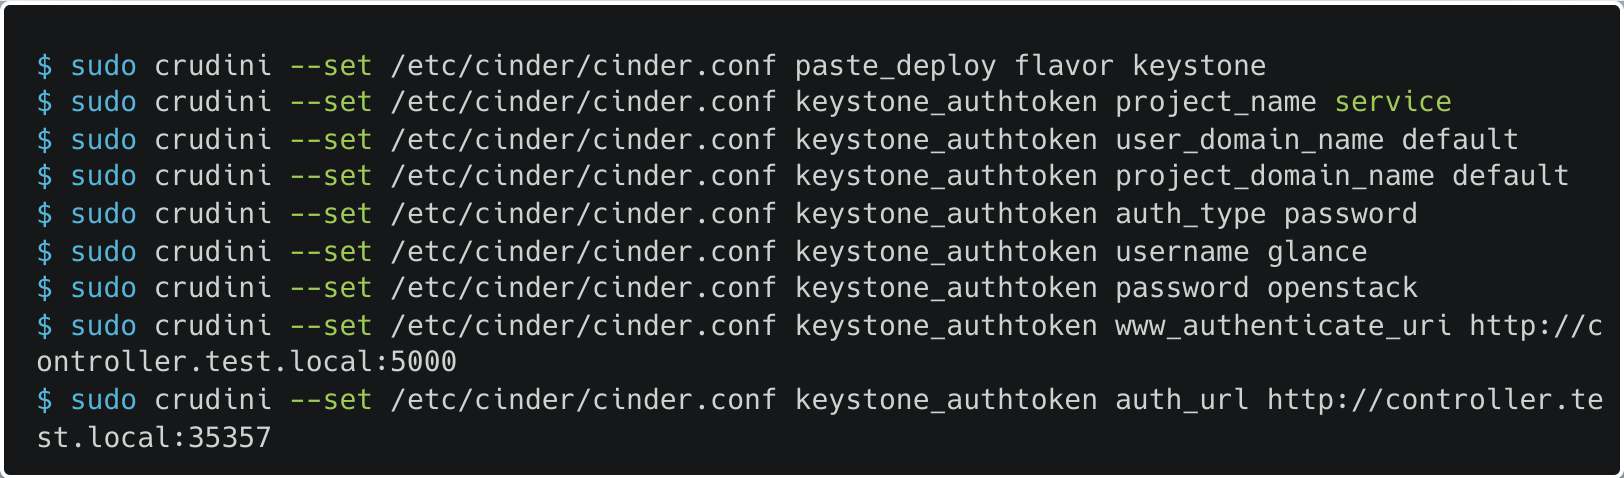 $ sudo crudini --set /etc/cinder/cinder.conf paste_deploy flavor keystone
$ sudo crudini --set /etc/cinder/cinder.conf keystone_authtoken project_name service
$ sudo crudini --set /etc/cinder/cinder.conf keystone_authtoken user_domain_name default
$ sudo crudini --set /etc/cinder/cinder.conf keystone_authtoken project_domain_name default
$ sudo crudini --set /etc/cinder/cinder.conf keystone_authtoken auth_type password
$ sudo crudini --set /etc/cinder/cinder.conf keystone_authtoken username glance
$ sudo crudini --set /etc/cinder/cinder.conf keystone_authtoken password openstack
$ sudo crudini --set /etc/cinder/cinder.conf keystone_authtoken www_authenticate_uri http://c
ontroller.test.local:5000
$ sudo crudini --set /etc/cinder/cinder.conf keystone_authtoken auth_url http://controller.te
st.local:35357